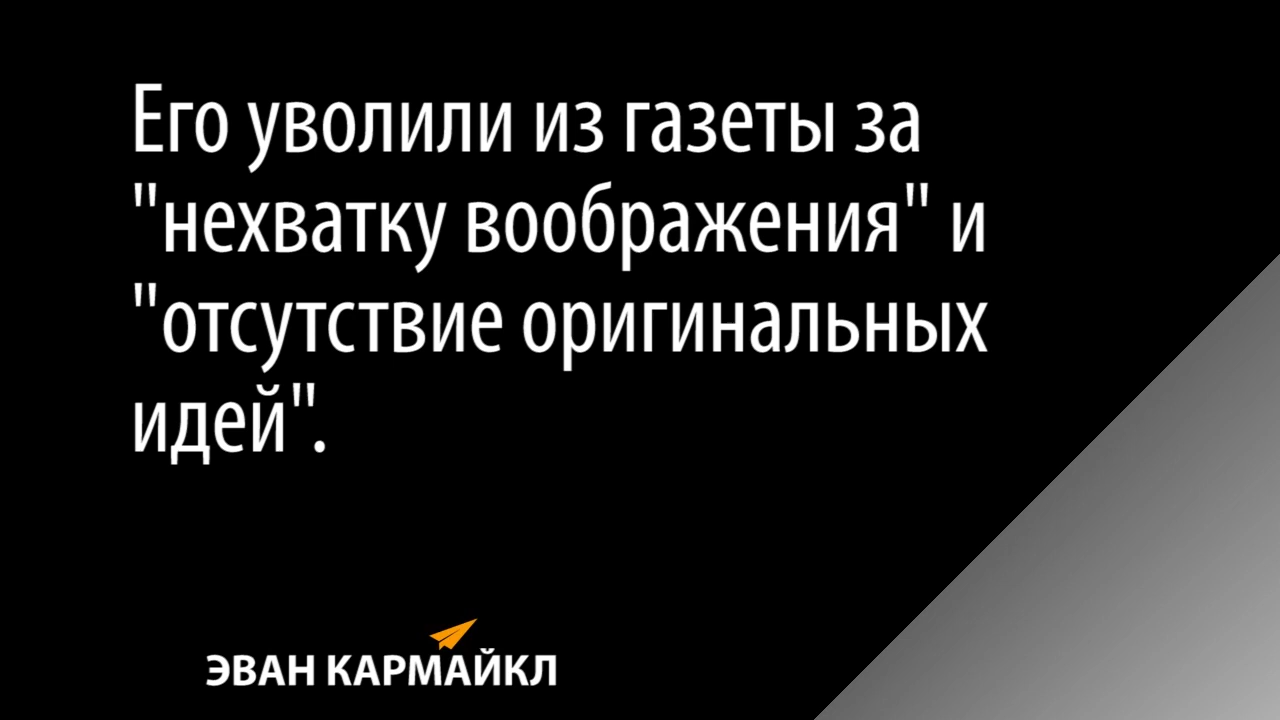 Его уволили из газеты за
"нехватку воображения" и
"отсутствие оригинальных
идей".
ЭВАН КАРМАЙКЛ